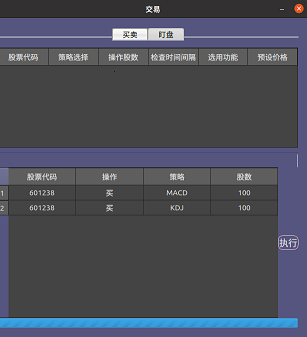 交易
买卖 盯盘
股票代码 策略选择 操作股数 检查时间间隔 选用功能 预设价格
股票代码 操作 策略 股数
1 601238 买 MACD 100
2 601238 买 KDJ 100
执行